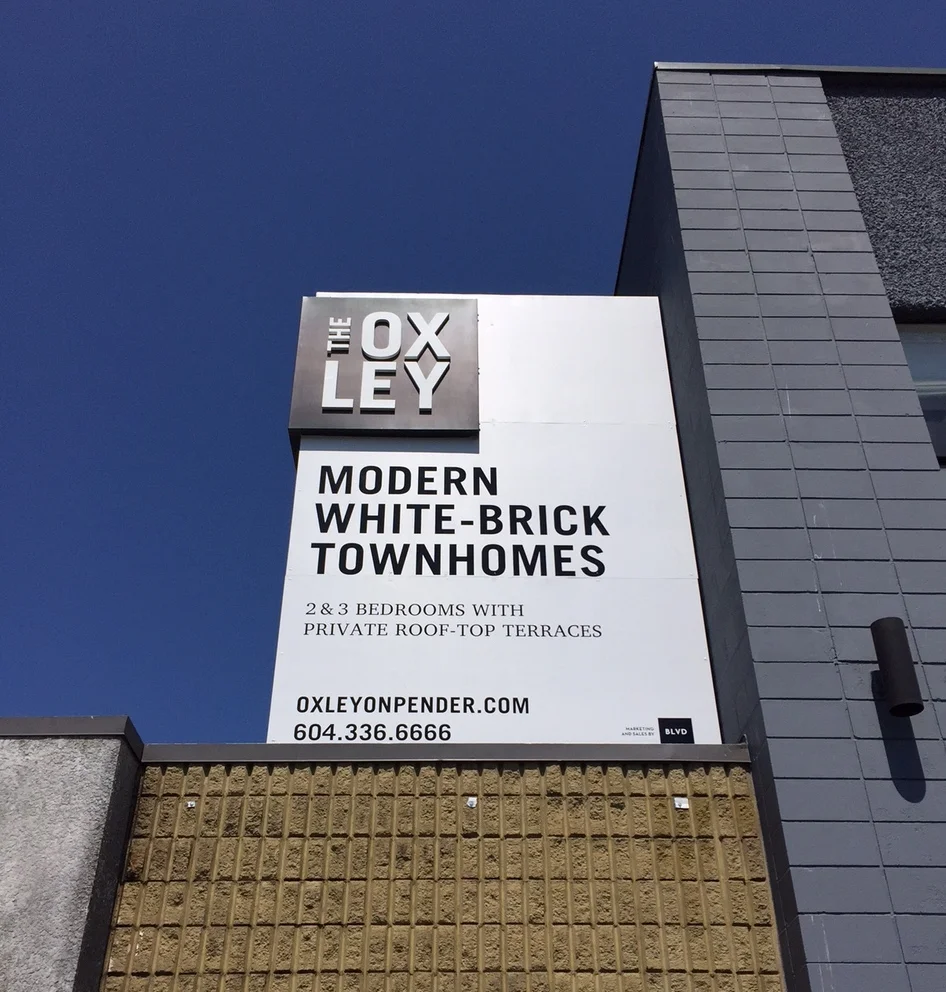 THE OX
LEY
MODERN
WHITE-BRICK
TOWNHOMES
2 & 3 BEDROOMS WITH
PRIVATE ROOF-TOP TERRACES
OXLEYONPENDER.COM
604.336.6666
MARKETING
AND SALES BY
BLVD